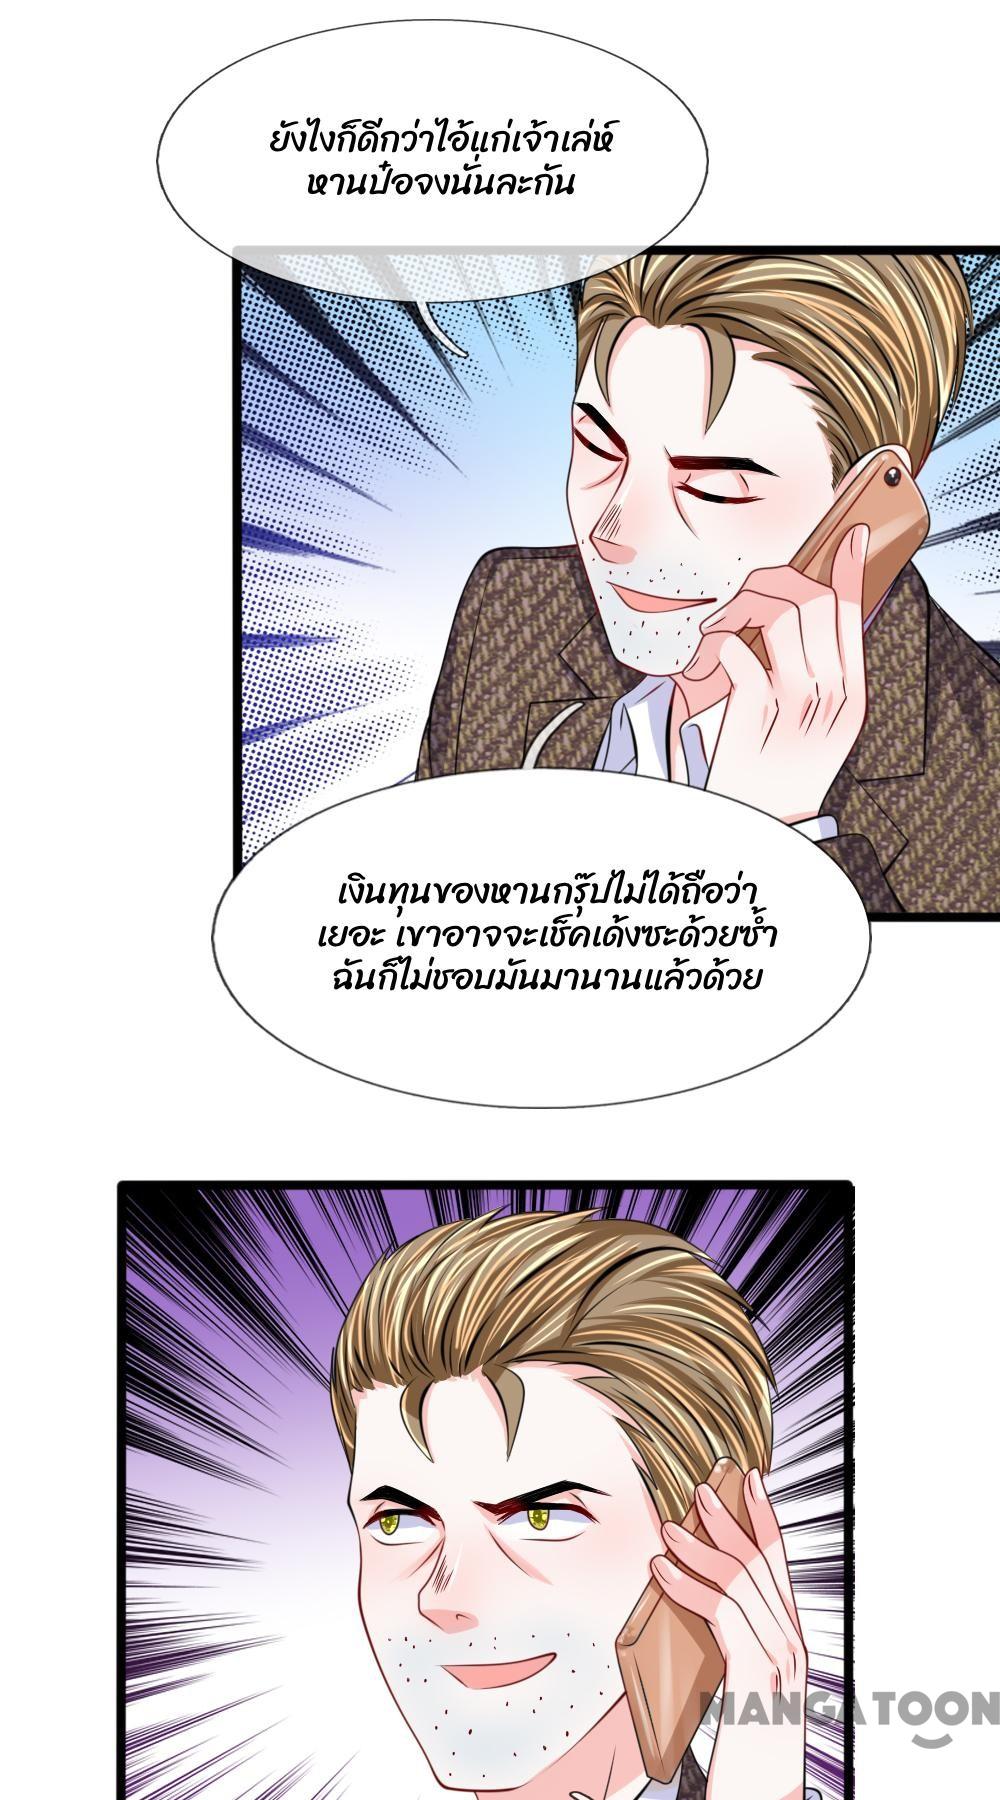 ยังไงก็ดีกว่าไอ้แก่เจ้าเล่ห์
หานป๋อจงนั่นละกัน
เงินทุนของหานกรุ๊ปไม่ได้ถือว่า
เยอะ เขาอาจจะเช็คเด้งซะด้วยซ้ำ
ฉันก็ไม่ชอบมันมานานแล้วด้วย
MANGATOON